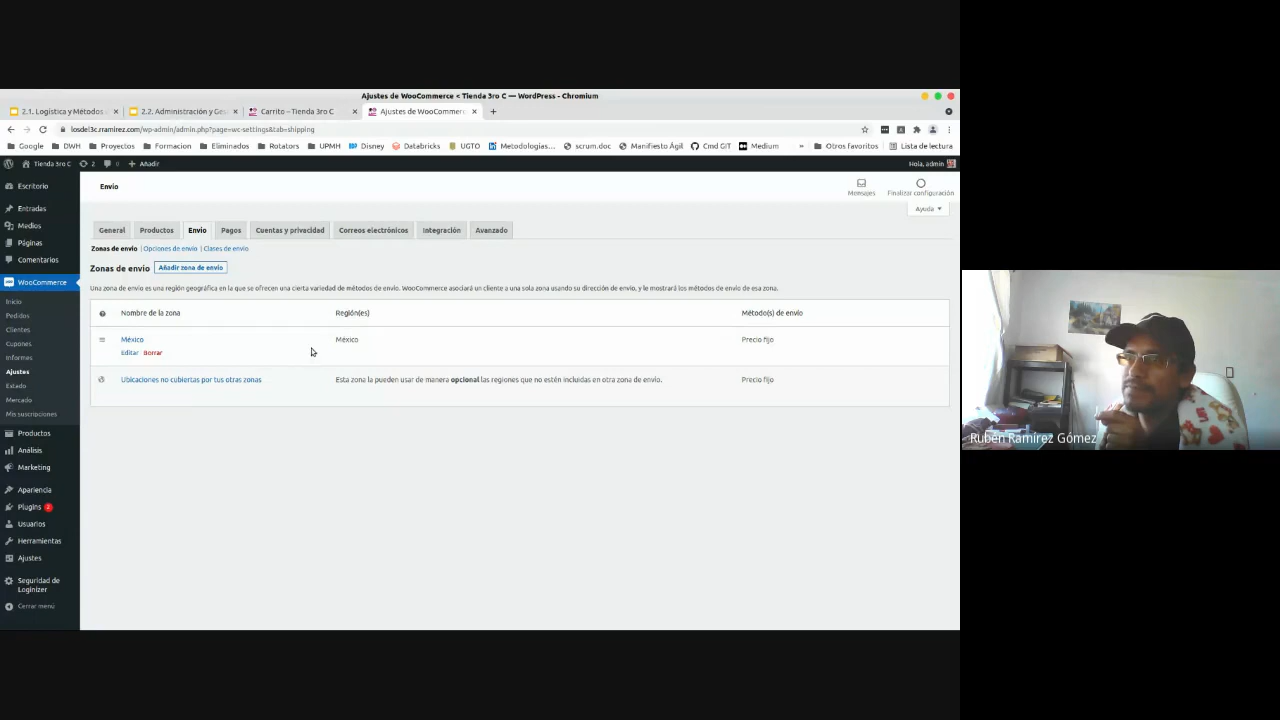 Ajustes de WooCommerce < Tienda 3ro C — WordPress - Chromium
2.1. Logística y Métodos
2.2. Administración y Ges
Carrito – Tienda 3ro C
Ajustes de WooCommerc
losdel3c.rramirez.com/wp-admin/admin.php?page=wc-settings&tab=shipping
Google
DWH
Proyectos
Formacion
Eliminados
Rotators
UPMH
Disney
Databricks
UGTO
Metodologías...
scrum.doc
Manifiesto Ágil
Cmd GIT
Medium
»
Otros favoritos
Lista de lectura
Tienda 3ro C
2
0
Añadir
Hola, admin
Escritorio
Entradas
Medios
Páginas
Comentarios
WooCommerce
Inicio
Pedidos
Clientes
Cupones
Informes
Ajustes
Estado
Mercado
Mis suscripciones
Productos
Análisis
Marketing
Apariencia
Plugins 2
Usuarios
Herramientas
Ajustes
Seguridad de
Loginizer
Cerrar menú
Envío
Mensajes
Finalizar configuración
Ayuda
General
Productos
Envío
Pagos
Cuentas y privacidad
Correos electrónicos
Integración
Avanzado
Zonas de envío | Opciones de envío | Clases de envío
Zonas de envío Añadir zona de envío
Una zona de envío es una región geográfica en la que se ofrecen una cierta variedad de métodos de envío. WooCommerce asociará un cliente a una sola zona usando su dirección de envío, y le mostrará los métodos de envío de esa zona.
Nombre de la zona
Región(es)
Método(s) de envío
México
México
Precio fijo
Editar Borrar
Ubicaciones no cubiertas por tus otras zonas
Esta zona la pueden usar de manera opcional las regiones que no estén incluidas en otra zona de envío.
Precio fijo
Rubén Ramírez Gómez